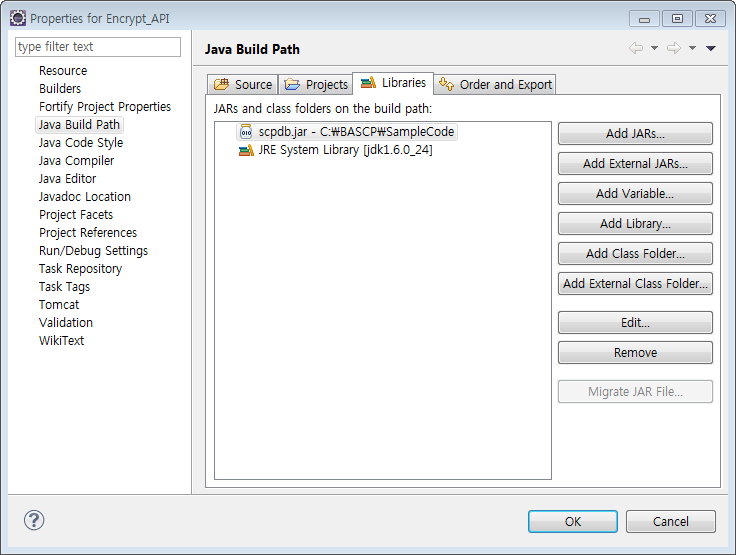 Properties for Encrypt_API
type filter text
Resource
Builders
Fortify Project Properties
Java Build Path
Java Code Style
Java Compiler
Java Editor
Javadoc Location
Project Facets
Project References
Run/Debug Settings
Task Repository
Task Tags
Tomcat
Validation
WikiText
Java Build Path
Source Projects Libraries Order and Export
JARs and class folders on the build path:
scpdb.jar - C:₩BASCP₩SampleCode
JRE System Library [jdk1.6.0_24]
Add JARs...
Add External JARs...
Add Variable...
Add Library...
Add Class Folder...
Add External Class Folder...
Edit...
Remove
Migrate JAR File...
OK Cancel